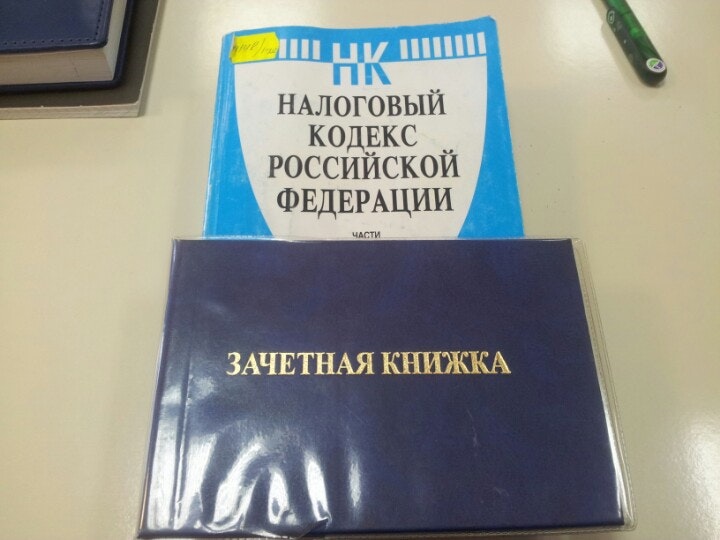 НК
НАЛОГОВЫЙ
КОДЕКС
РОССИЙСКОЙ
ФЕДЕРАЦИИ
ЧАСТИ
ЗАЧЕТНАЯ КНИЖКА